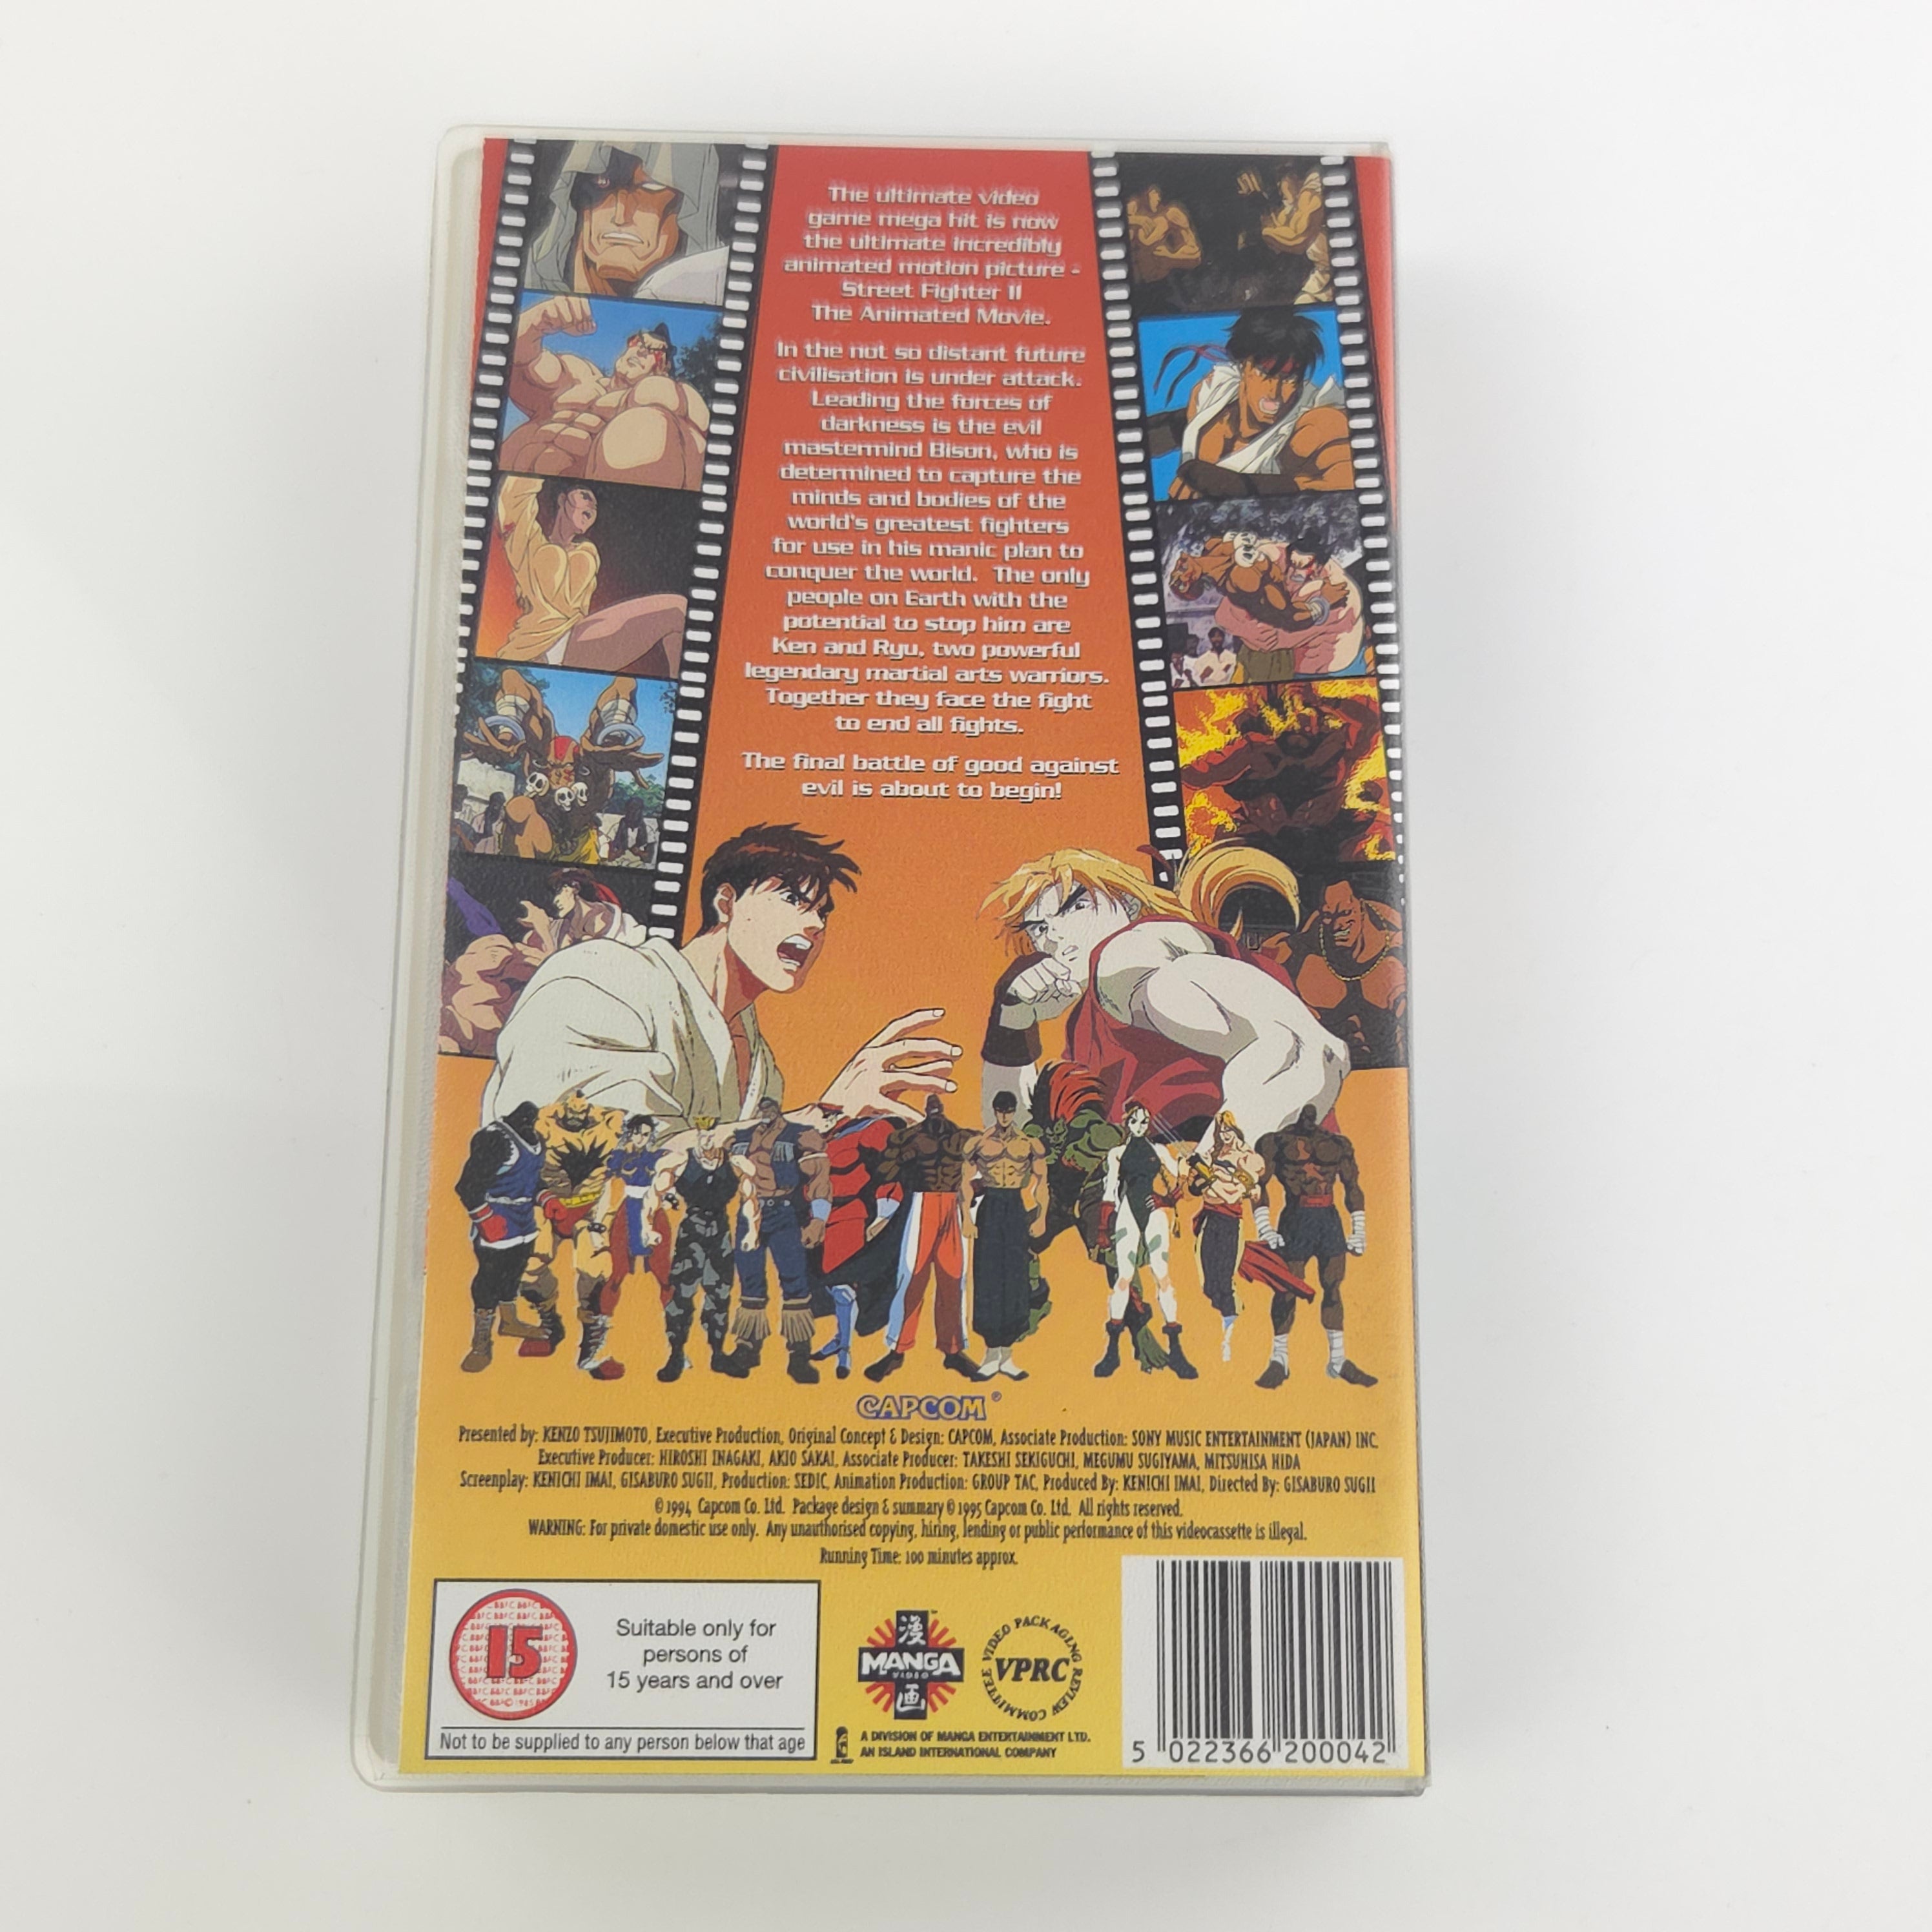 The ultimate video
game mega hit is now
the ultimate incredibly
animated motion picture -
Street Fighter II
The Animated Movie.
In the not so distant future
civilisation is under attack.
Leading the forces of
darkness is the evil
mastermind Bison, who is
determined to capture the
minds and bodies of the
world's greatest fighters
for use in his manic plan to
conquer the world. The only
people on Earth with the
potential to stop him are
Ken and Ryu, two powerful
legendary martial arts warriors.
Together they face the fight
to end all fights.
The final battle of good against
evil is about to begin!
CAPCOM®
Presented by: KENZO TSUJIMOTO, Executive Production, Original Concept & Design: CAPCOM, Associate Production: SONY MUSIC ENTERTAINMENT (JAPAN) INC.
Executive Producer: HIROSHI INAGAKI, AKIO SAKAI, Associate Producer: TAKESHI SEKIGUCHI, MEGUMU SUGIYAMA, MITSUHISA HIDA
Screenplay: KENICHI IMAI, GISABURO SUGII, Production: SEDIC, Animation Production: GROUP TAC, Produced By: KENICHI IMAI, Directed By: GISABURO SUGII
© 1994 Capcom Co. Ltd. Package design & summary © 1995 Capcom Co. Ltd. All rights reserved.
WARNING: For private domestic use only. Any unauthorised copying, hiring, lending or public performance of this videocassette is illegal.
Running Time: 100 minutes approx.
15
Suitable only for
persons of
15 years and over
Not to be supplied to any person below that age
漫
MANGA
VIDEO
画
VIDEO PACKAGING REVIEW COMMITTEE
VPRC
A DIVISION OF MANGA ENTERTAINMENT LTD.
AN ISLAND INTERNATIONAL COMPANY
5 022366 200042